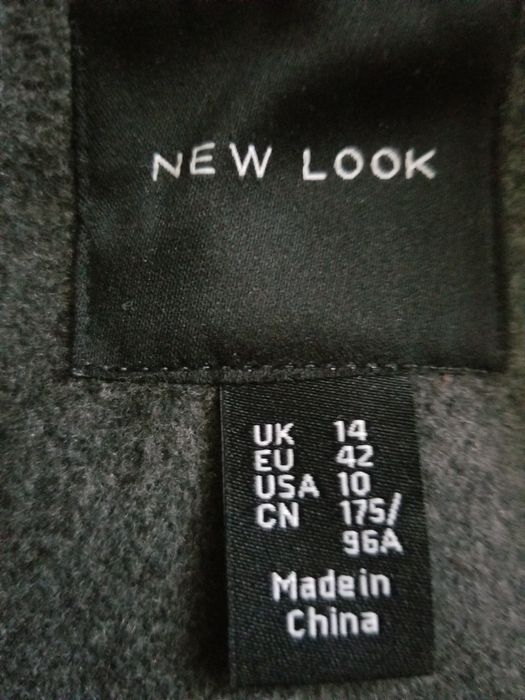 NEW LOOK
UK 14
EU 42
USA 10
CN 175/
96A
Made in
China